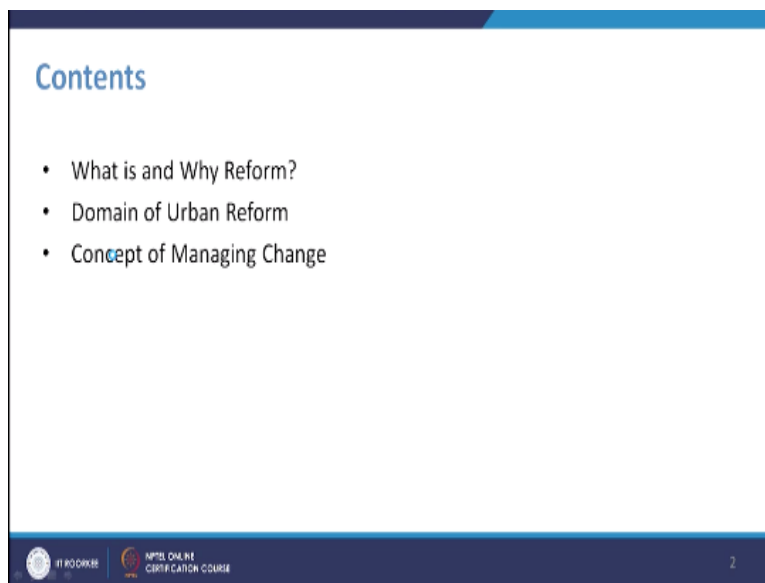 Contents
• What is and Why Reform?
• Domain of Urban Reform
• Concept of Managing Change
IIT ROORKEE
NPTEL ONLINE
CERTIFICATION COURSE
2